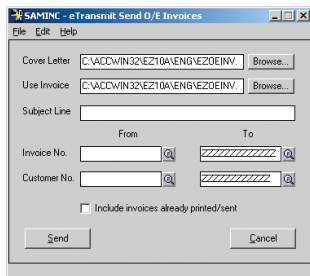 SAMINC - eTransmit Send O/E Invoices
File Edit Help
Cover Letter C:\ACCWIN32\EZ10A\ENG\EZOEINV. Browse...
Use Invoice C:\ACCWIN32\EZ10A\ENG\EZOEINV. Browse...
Subject Line
From To
Invoice No. ZZZZZZZZZZZZ
Customer No. ZZZZZZZZZZZZ
Include invoices already printed/sent
Send Cancel